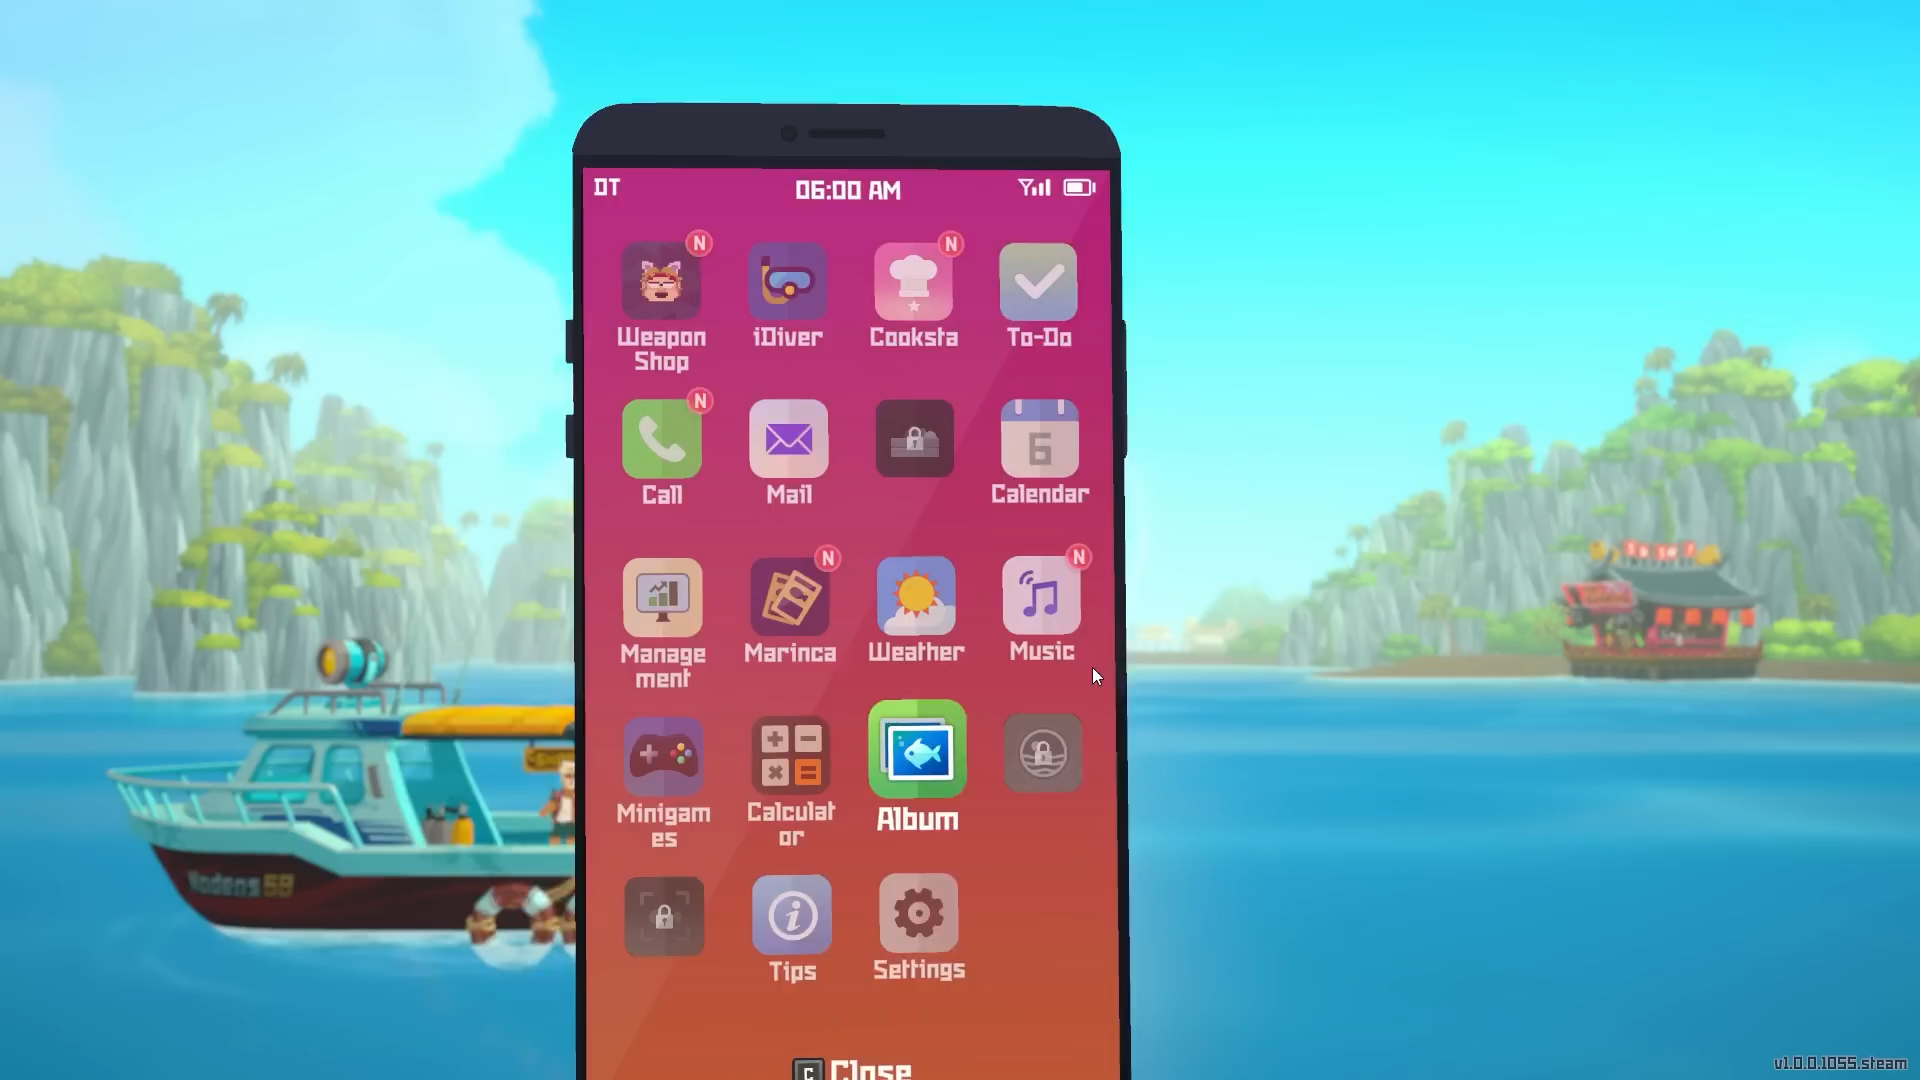 DT 06:00 AM
N N
Weapon Shop iDiver Cooksta To-Do
N
6
Call Mail Calendar
N N
Manage
ment Marinca Weather Music
Minigam
es Calculat
or Album
Tips Settings
C Close
v1.0.0.1055.steam